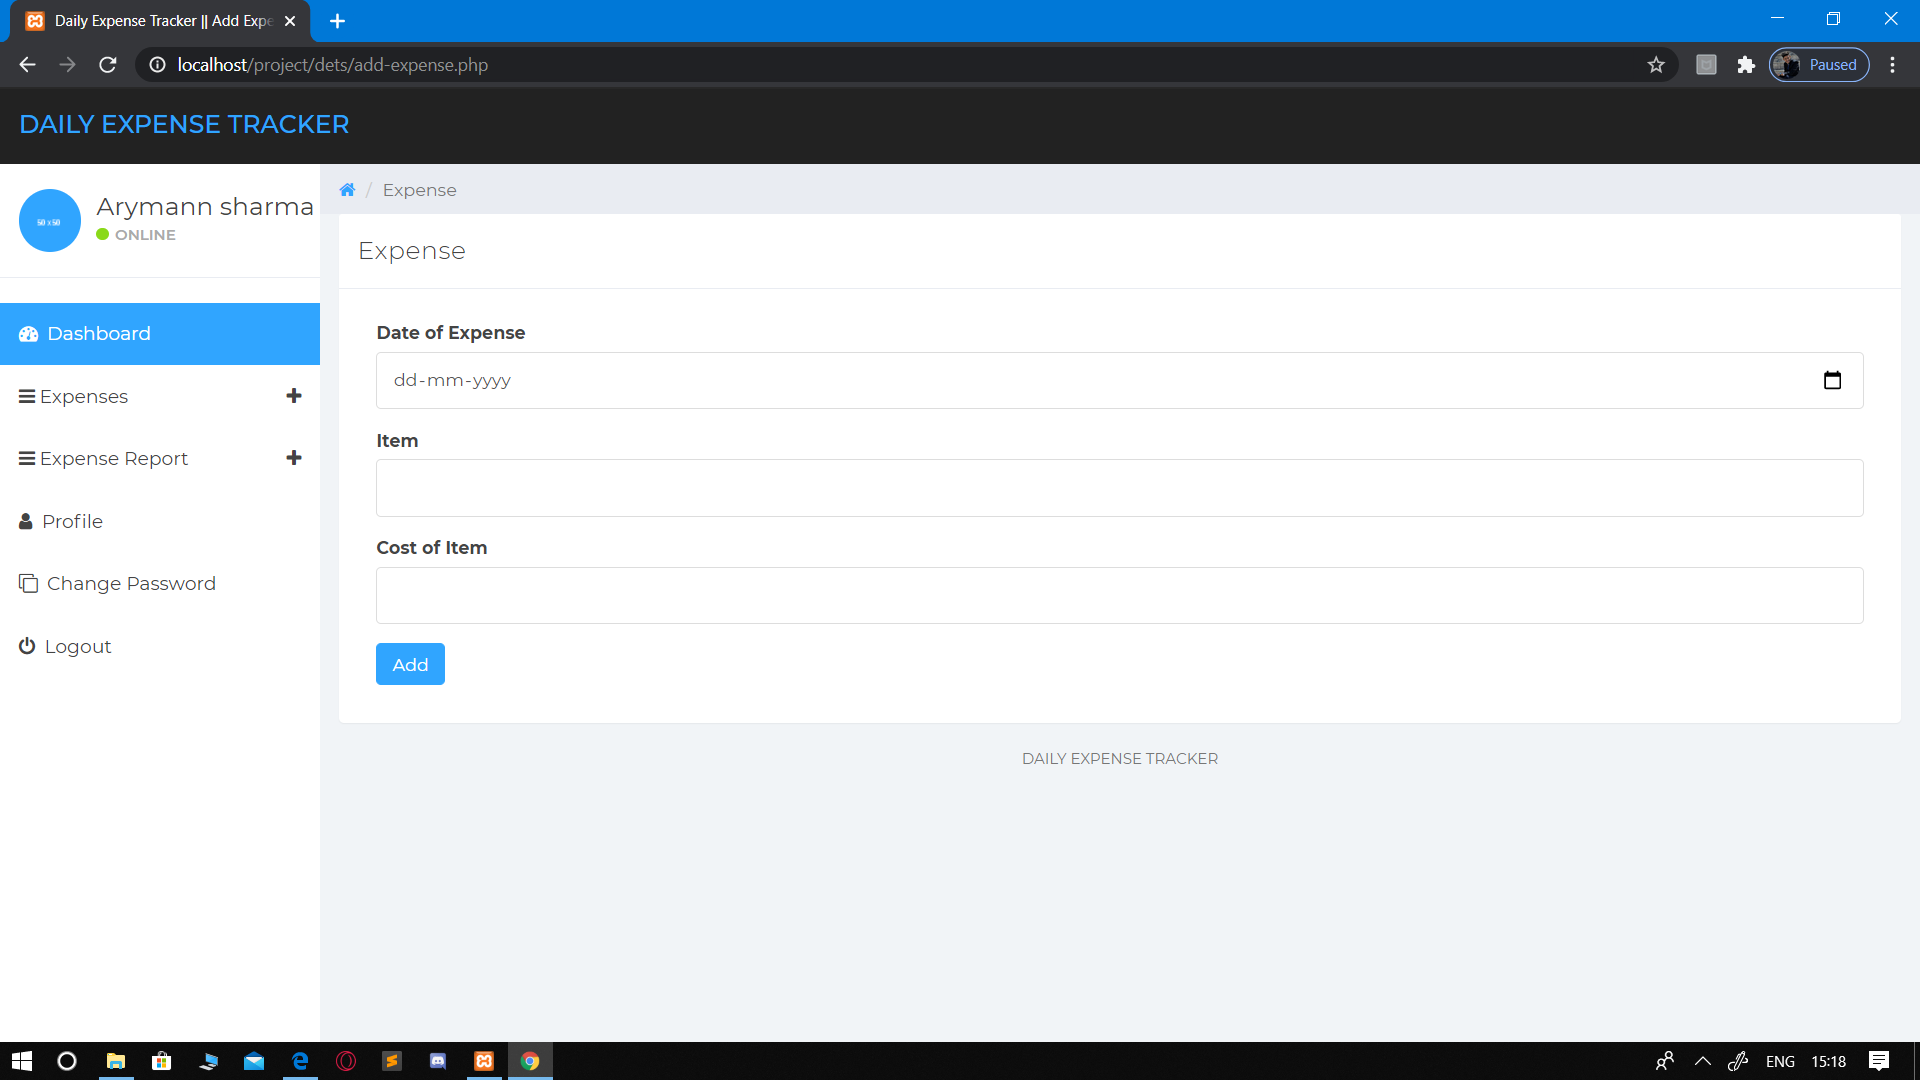 Daily Expense Tracker || Add Expe
localhost/project/dets/add-expense.php
Paused
DAILY EXPENSE TRACKER
50 x 50
Arymann sharma
ONLINE
/ Expense
Expense
Dashboard
Expenses
Expense Report
Profile
Change Password
Logout
Date of Expense
dd-mm-yyyy
Item
Cost of Item
Add
DAILY EXPENSE TRACKER
ENG
15:18